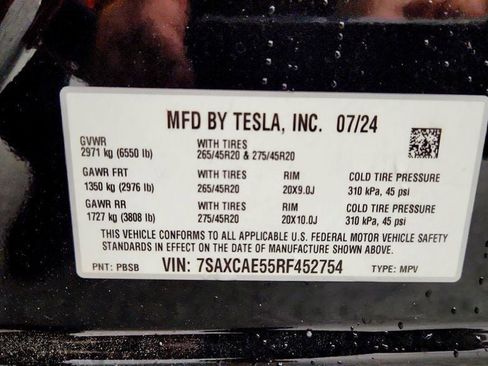 MFD BY TESLA, INC. 07/24
GVWR WITH TIRES
2971 kg (6550 lb) 265/45R20 & 275/45R20
GAWR FRT WITH TIRES RIM COLD TIRE PRESSURE
1350 kg (2976 lb) 265/45R20 20X9.0J 310 kPa, 45 psi
GAWR RR WITH TIRES RIM COLD TIRE PRESSURE
1727 kg (3808 lb) 275/45R20 20X10.0J 310 kPa, 45 psi
THIS VEHICLE CONFORMS TO ALL APPLICABLE U.S. FEDERAL MOTOR VEHICLE SAFETY
STANDARDS IN EFFECT ON THE DATE OF MANUFACTURE SHOWN ABOVE.
PNT: PBSB VIN: 7SAXCAE55RF452754 TYPE: MPV